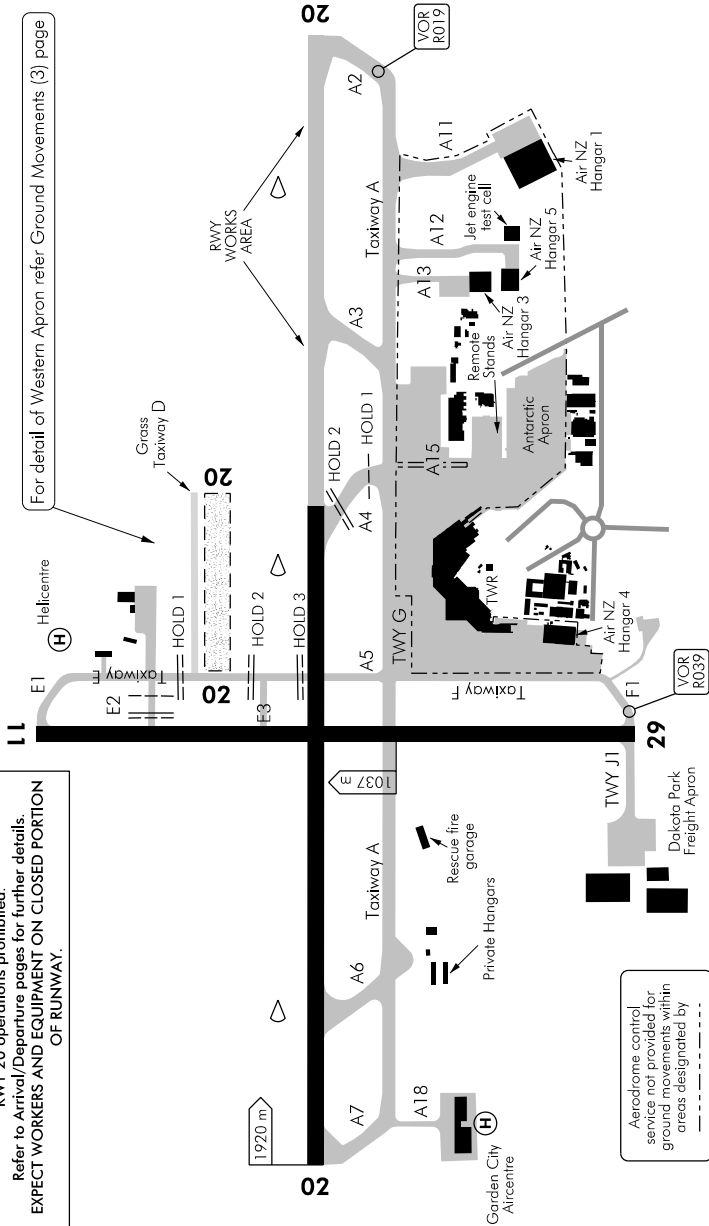 RWY 20 operations prohibited.
Refer to Arrival/Departure pages for further details.
EXPECT WORKERS AND EQUIPMENT ON CLOSED PORTION
OF RUNWAY.
For detail of Western Apron refer Ground Movements (3) page
11
E1
Helicentre
H
Taxiway E
E2
HOLD 1
Grass
Taxiway D
02
20
HOLD 2
E3
HOLD 3
RWY
WORKS
AREA
1920 m
02
20
1037 m
A7
A6
A5
A4
HOLD 2
HOLD 1
A3
A2
VOR
R019
Taxiway A
Taxiway A
A18
H
Garden City
Aircentre
Private Hangars
Rescue fire
garage
TWY G
Taxiway F
TWR
A15
Remote
Stands
Antarctic
Apron
A13
A12
A11
Jet engine
test cell
Air NZ
Hangar 3
Air NZ
Hangar 5
Air NZ
Hangar 1
Air NZ
Hangar 4
F1
29
VOR
R039
TWY J1
Dakota Park
Freight Apron
Aerodrome control
service not provided for
ground movements within
areas designated by